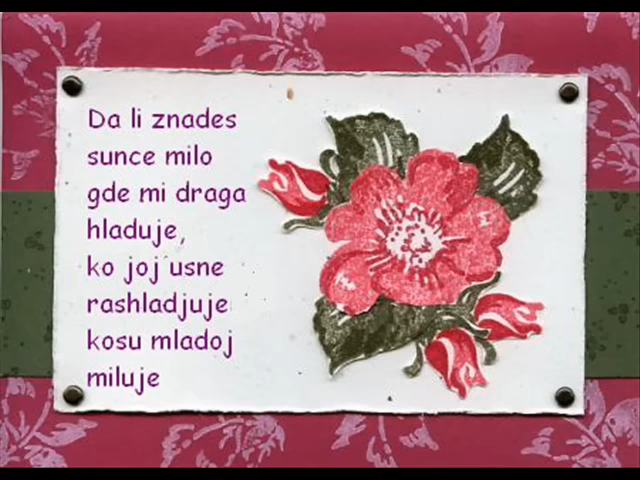 Da li znades
sunce milo
gde mi draga
hladuje,
ko joj usne
rashladjuje
kosu mladoj
miluje